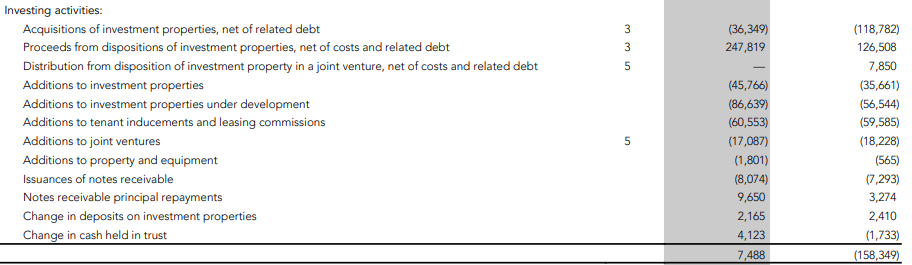 Investing activities:
Acquisitions of investment properties, net of related debt 3 (36,349) (118,782)
Proceeds from dispositions of investment properties, net of costs and related debt 3 247,819 126,508
Distribution from disposition of investment property in a joint venture, net of costs and related debt 5 — 7,850
Additions to investment properties (45,766) (35,661)
Additions to investment properties under development (86,639) (56,544)
Additions to tenant inducements and leasing commissions (60,553) (59,585)
Additions to joint ventures 5 (17,087) (18,228)
Additions to property and equipment (1,801) (565)
Issuances of notes receivable (8,074) (7,293)
Notes receivable principal repayments 9,650 3,274
Change in deposits on investment properties 2,165 2,410
Change in cash held in trust 4,123 (1,733)
7,488 (158,349)